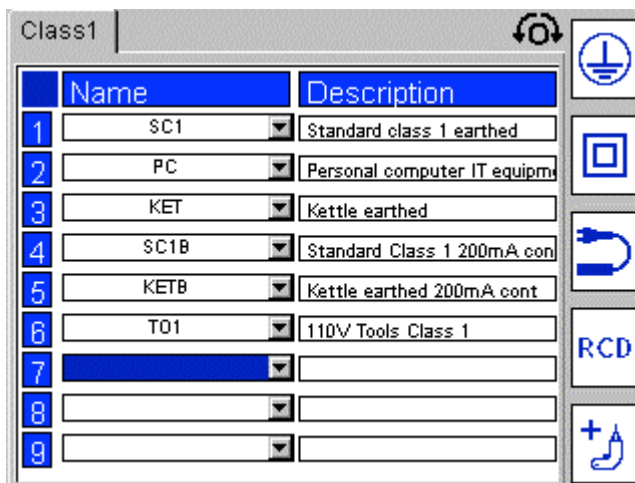 Class1
Name Description
1 SC1 Standard class 1 earthed
2 PC Personal computer IT equipm
3 KET Kettle earthed
4 SC1B Standard Class 1 200mA con
5 KETB Kettle earthed 200mA cont
6 TO1 110V Tools Class 1
7
8
9
RCD